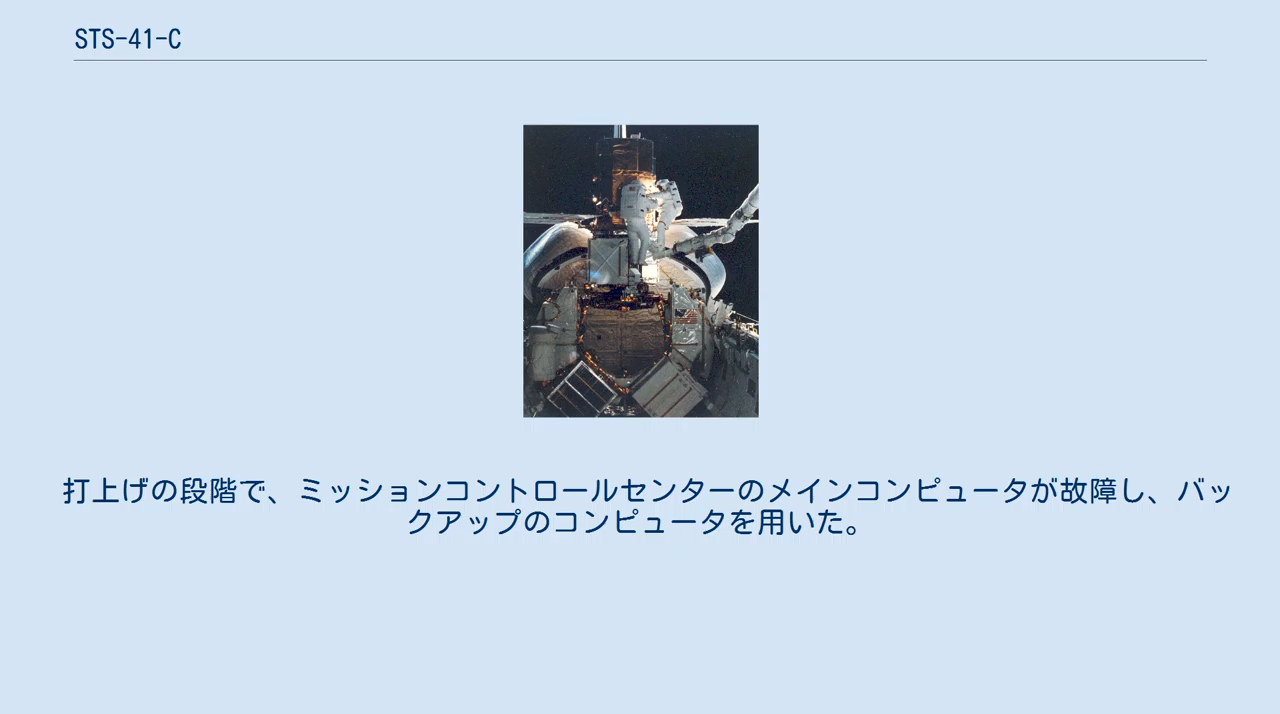 STS-41-C
打上げの段階で、ミッションコントロールセンターのメインコンピュータが故障し、バッ
クアップのコンピュータを用いた。